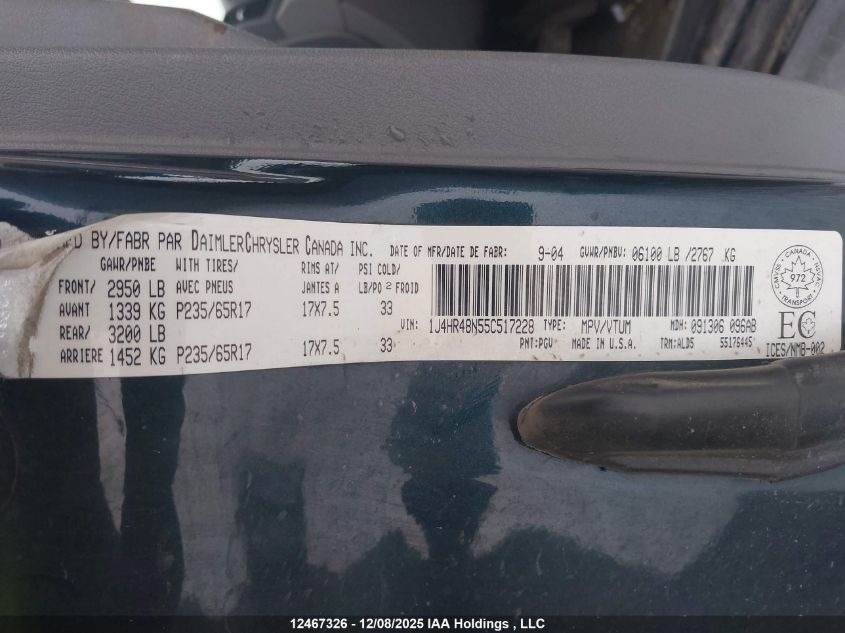 BY/FABR PAR DAIMLERCHRYSLER CANADA INC. DATE OF MFR/DATE DE FABR: 9-04 GVWR/PNBV: 06100 LB /2767 KG
GAWR/PNBE WITH TIRES/ RIMS AT/ PSI COLD/
FRONT/ 2950 LB AVEC PNEUS JANTES A LB/PO 2 FROID
AVANT 1339 KG P235/65R17 17X7.5 33
REAR/ 3200 LB
ARRIERE 1452 KG P235/65R17 17X7.5 33
VIN: 1J4HR48N55C517228 TYPE: MPV/VTUM MDH: 091306 096AB
PNT:PGV MADE IN U.S.A. TRM:ALD5 55176445
CANADA
972
TRANSPORT
EC
ICES/NMB-002
12467326 - 12/08/2025 IAA Holdings , LLC